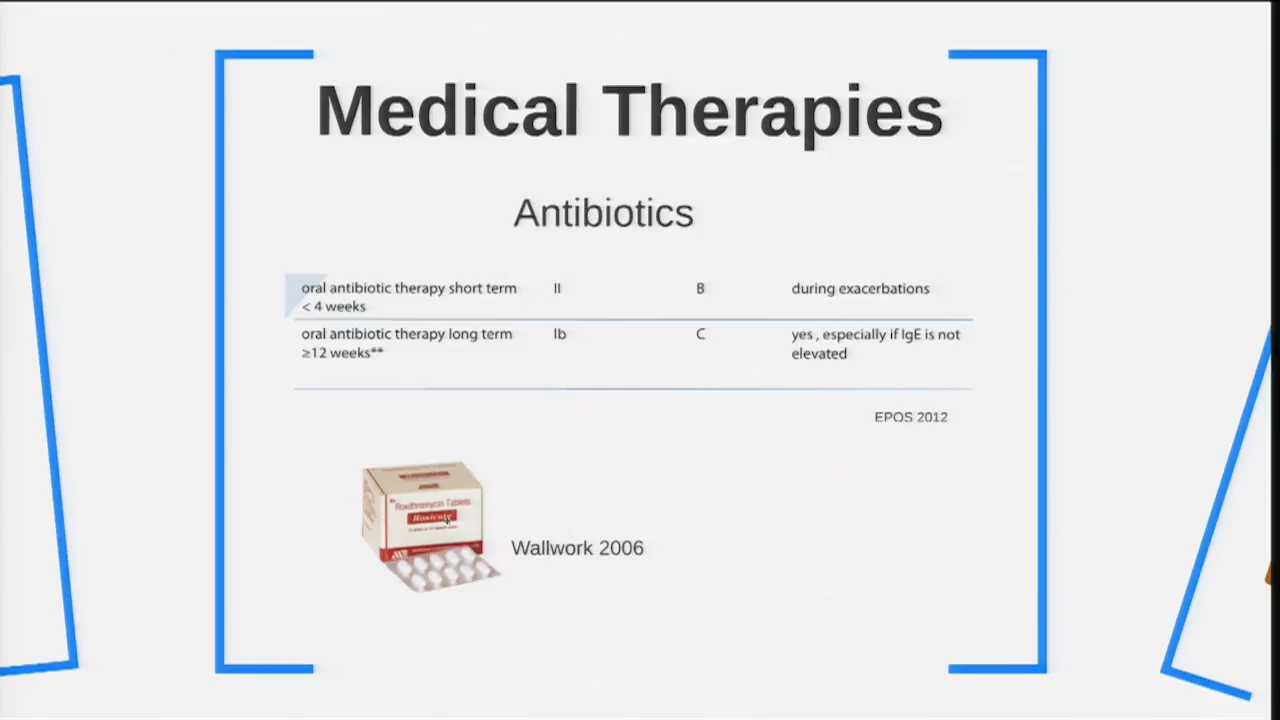 Medical Therapies
Antibiotics
oral antibiotic therapy short term II B during exacerbations
< 4 weeks
oral antibiotic therapy long term Ib C yes , especially if IgE is not
≥12 weeks** elevated
EPOS 2012
Roxithromycin Tablets
Wallwork 2006